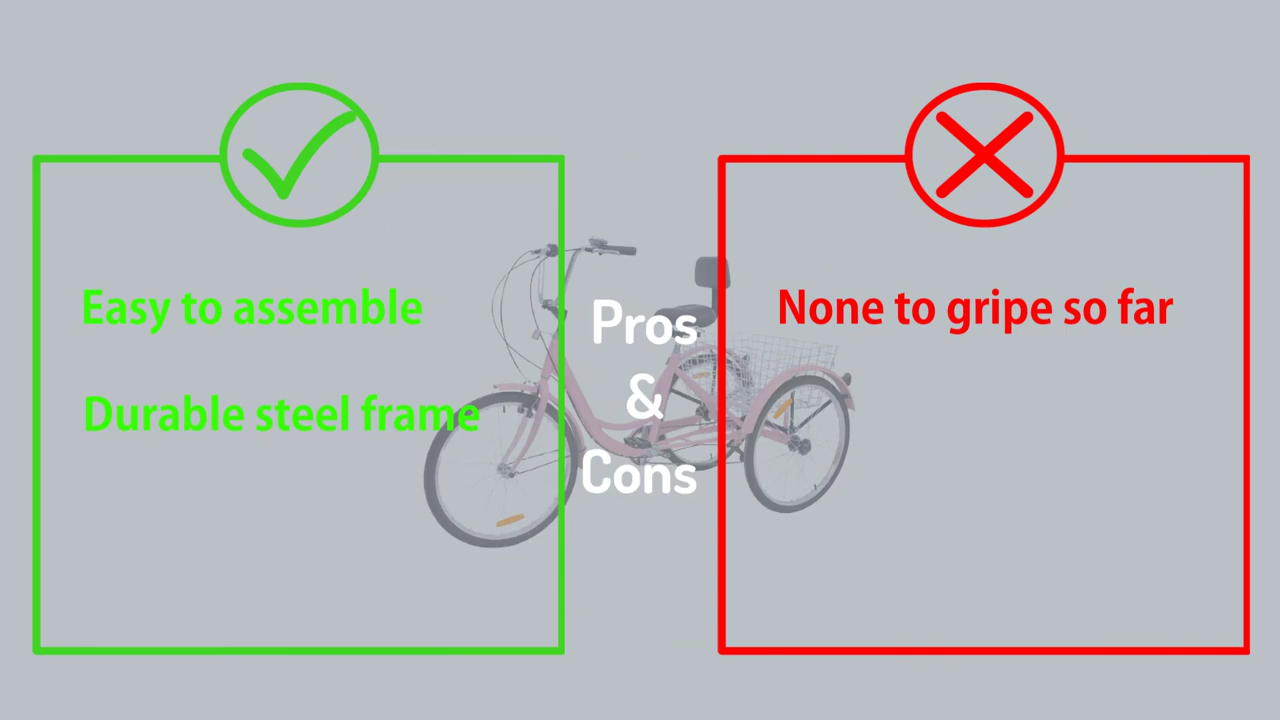 Easy to assemble
Durable steel frame
Pros
&
Cons
None to gripe so far